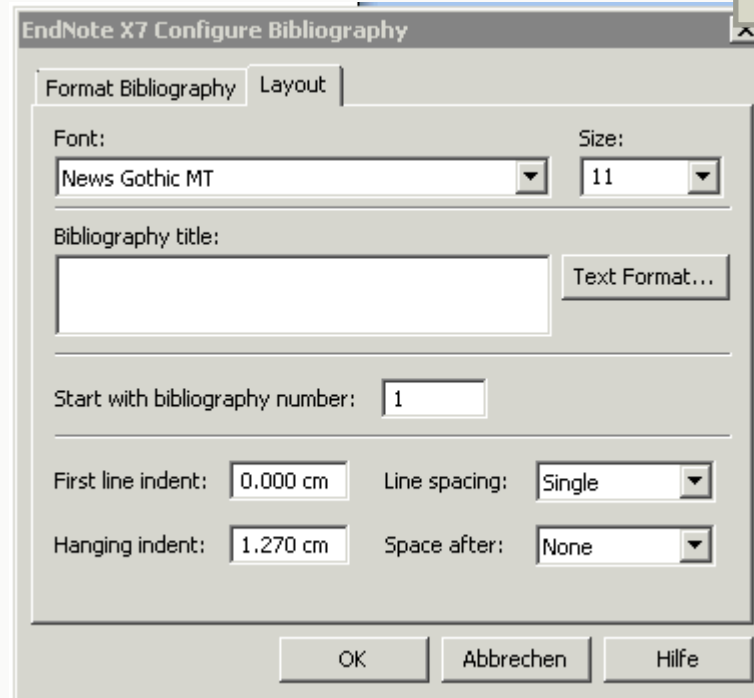 EndNote X7 Configure Bibliography
Format Bibliography Layout
Font: Size:
News Gothic MT 11
Bibliography title:
Text Format...
Start with bibliography number: 1
First line indent: 0.000 cm Line spacing: Single
Hanging indent: 1.270 cm Space after: None
OK Abbrechen Hilfe